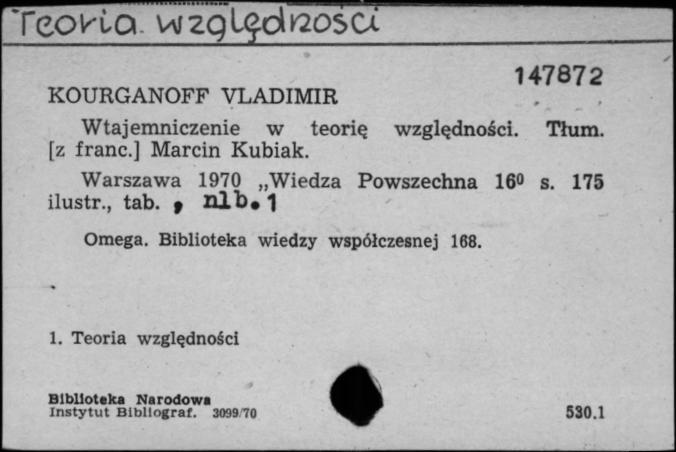 Teoria względności
147872
KOURGANOFF VLADIMIR
Wtajemniczenie w teorię względności. Tłum.
[z franc.] Marcin Kubiak.
Warszawa 1970 „Wiedza Powszechna 16⁰ s. 175
ilustr., tab. , nlb. 1
Omega. Biblioteka wiedzy współczesnej 168.
1. Teoria względności
Biblioteka Narodowa
Instytut Bibliograf. 3099/70
530.1